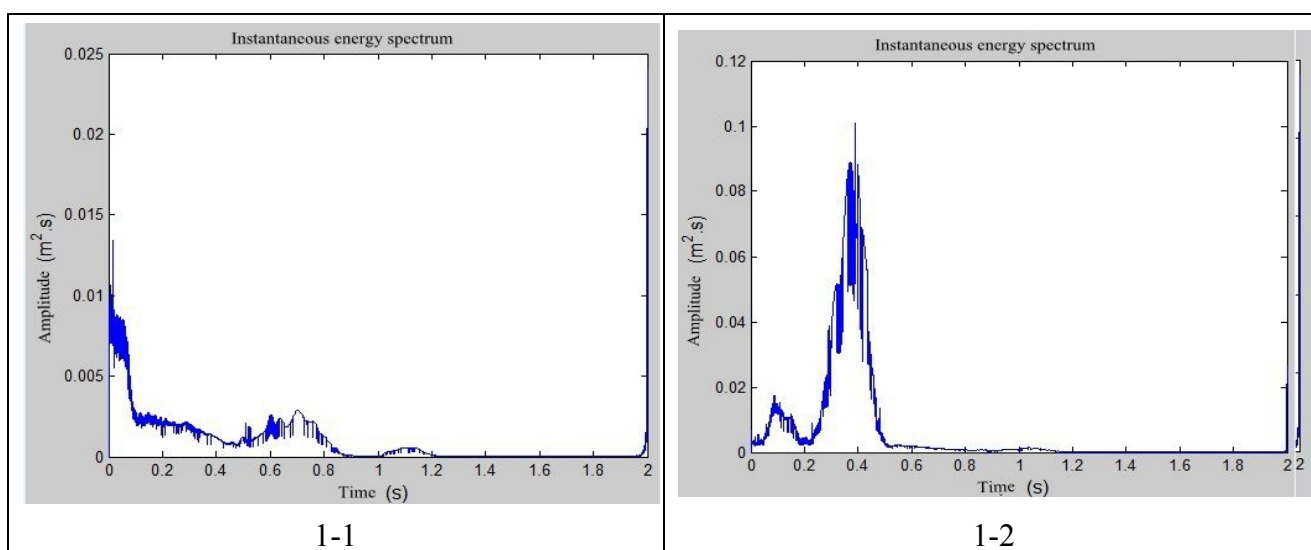 Instantaneous energy spectrum
0.025
0.02
0.015
0.01
0.005
0
Amplitude (m².s)
0 0.2 0.4 0.6 0.8 1 1.2 1.4 1.6 1.8 2
Time (s)
1-1
Instantaneous energy spectrum
0.12
0.1
0.08
0.06
0.04
0.02
0
Amplitude (m².s)
0 0.2 0.4 0.6 0.8 1 1.2 1.4 1.6 1.8 2 2
Time (s)
1-2